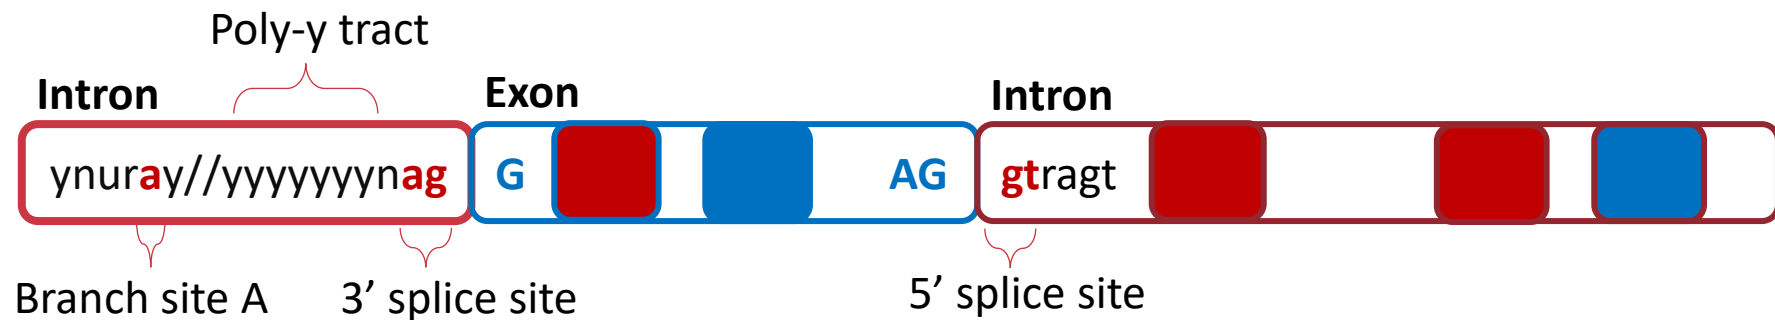 Poly-y tract
Intron Exon Intron
ynuray//yyyyyyynag G AG gtragt
Branch site A 3’ splice site 5’ splice site